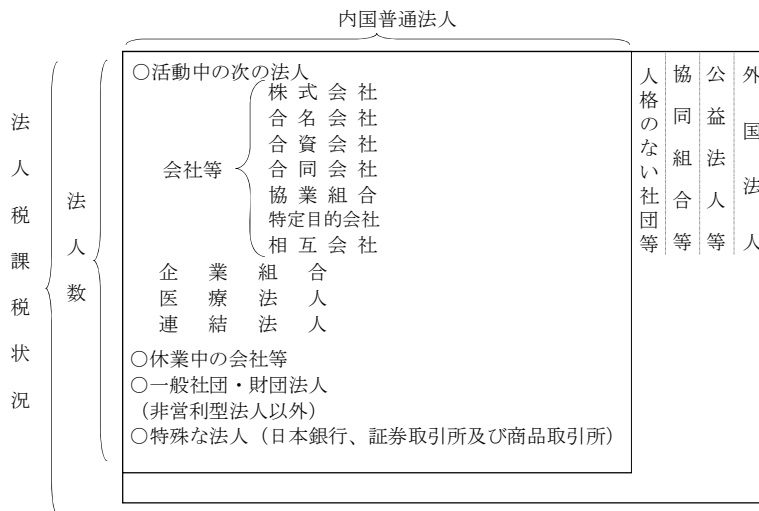 内国普通法人
法人税課税状況
法人数
○活動中の次の法人
会社等
株式会社
合名会社
合資会社
合同会社
協業組合
特定目的会社
相互会社
企業組合
医療法人
連結法人
○休業中の会社等
○一般社団・財団法人
(非営利型法人以外)
○特殊な法人(日本銀行、証券取引所及び商品取引所)
人格のない社団等
協同組合等
公益法人等
外国法人